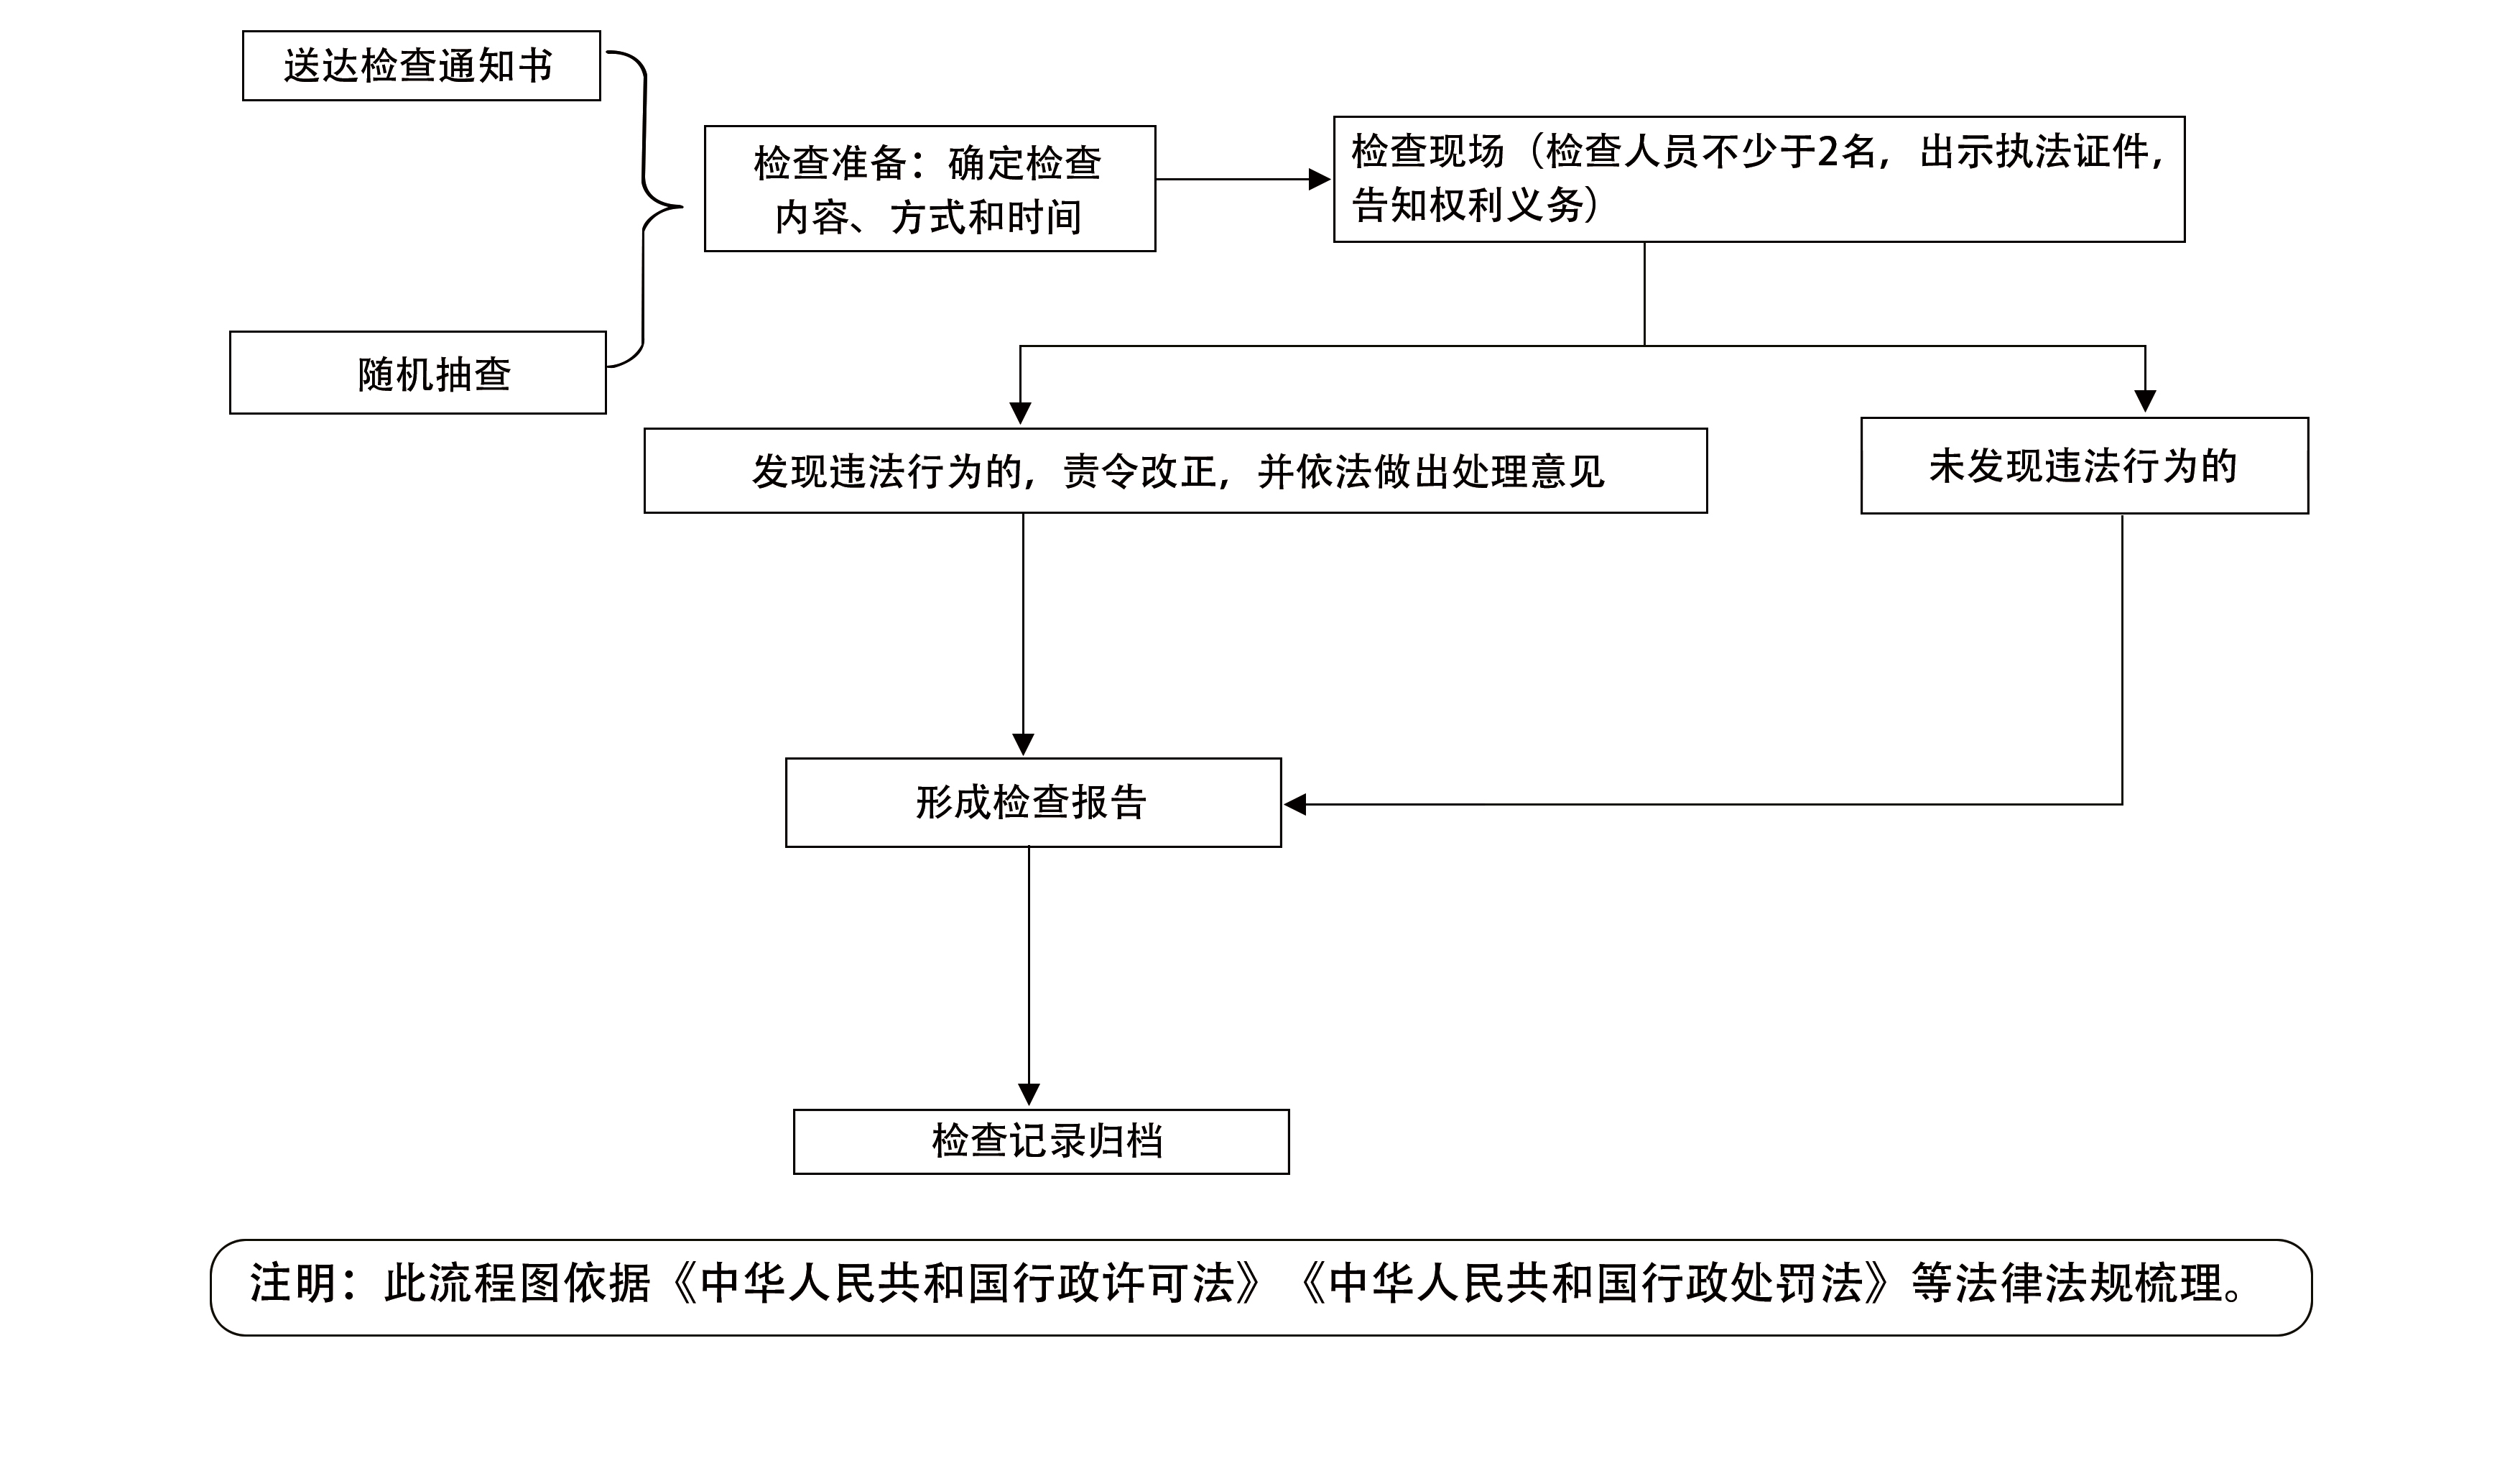 送达检查通知书
检查准备：确定检查
内容、方式和时间
检查现场（检查人员不少于2名，出示执法证件，
告知权利义务）
随机抽查
发现违法行为的，责令改正，并依法做出处理意见
未发现违法行为的
形成检查报告
检查记录归档
注明：此流程图依据《中华人民共和国行政许可法》《中华人民共和国行政处罚法》等法律法规梳理。